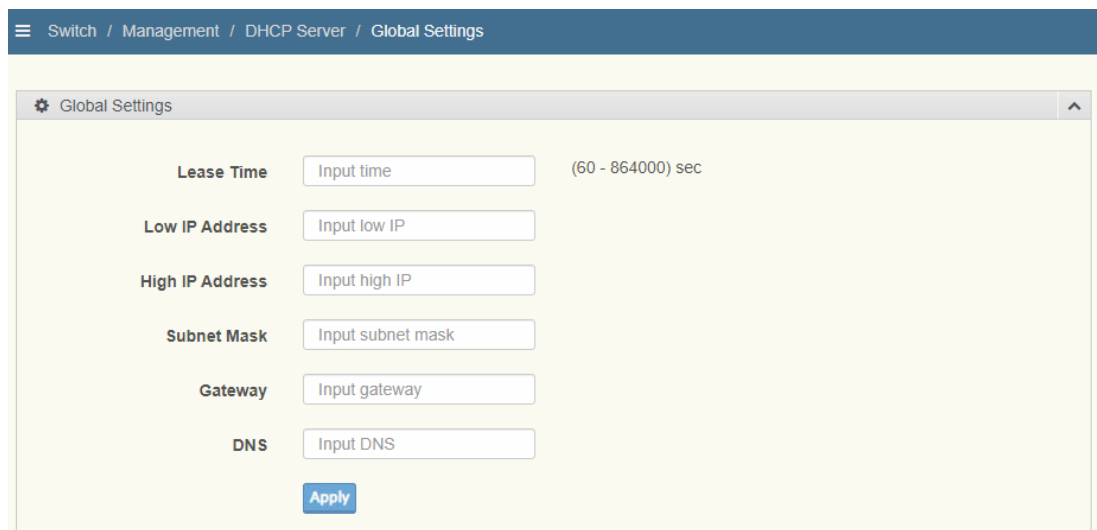 Switch / Management / DHCP Server / Global Settings
Global Settings
Lease Time Input time (60 - 864000) sec
Low IP Address Input low IP
High IP Address Input high IP
Subnet Mask Input subnet mask
Gateway Input gateway
DNS Input DNS
Apply